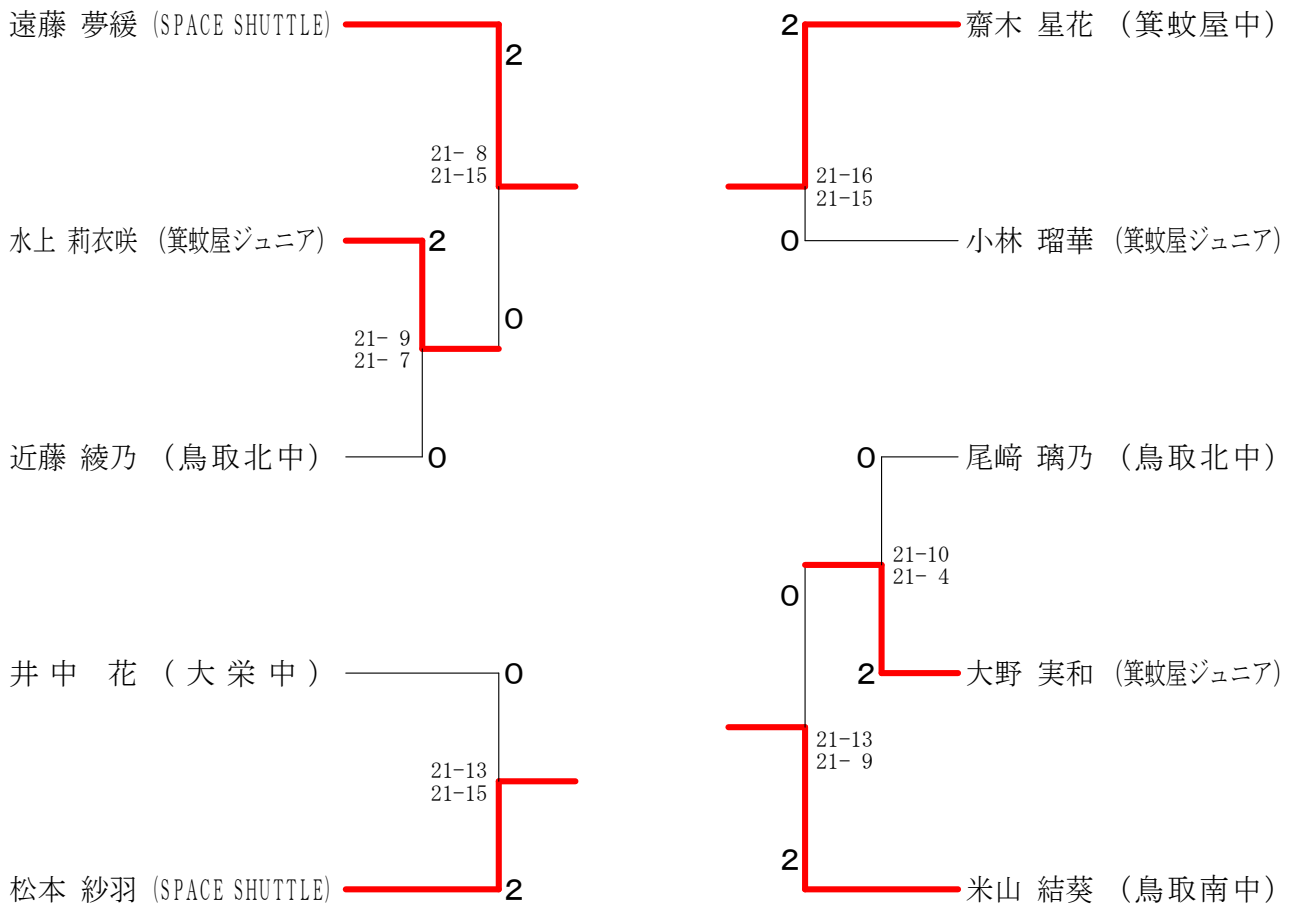 遠藤 夢緩 (SPACE SHUTTLE)
2
21- 8
21-15
水上 莉衣咲 (箕蚊屋ジュニア)
2
0
21- 9
21- 7
近藤 綾乃 (鳥取北中)
0
井中 花 (大栄中)
0
21-13
21-15
松本 紗羽 (SPACE SHUTTLE)
2
2
齋木 星花 (箕蚊屋中)
21-16
21-15
0
小林 瑠華 (箕蚊屋ジュニア)
0
尾﨑 璃乃 (鳥取北中)
21-10
21- 4
0
2
大野 実和 (箕蚊屋ジュニア)
21-13
21- 9
2
米山 結葵 (鳥取南中)